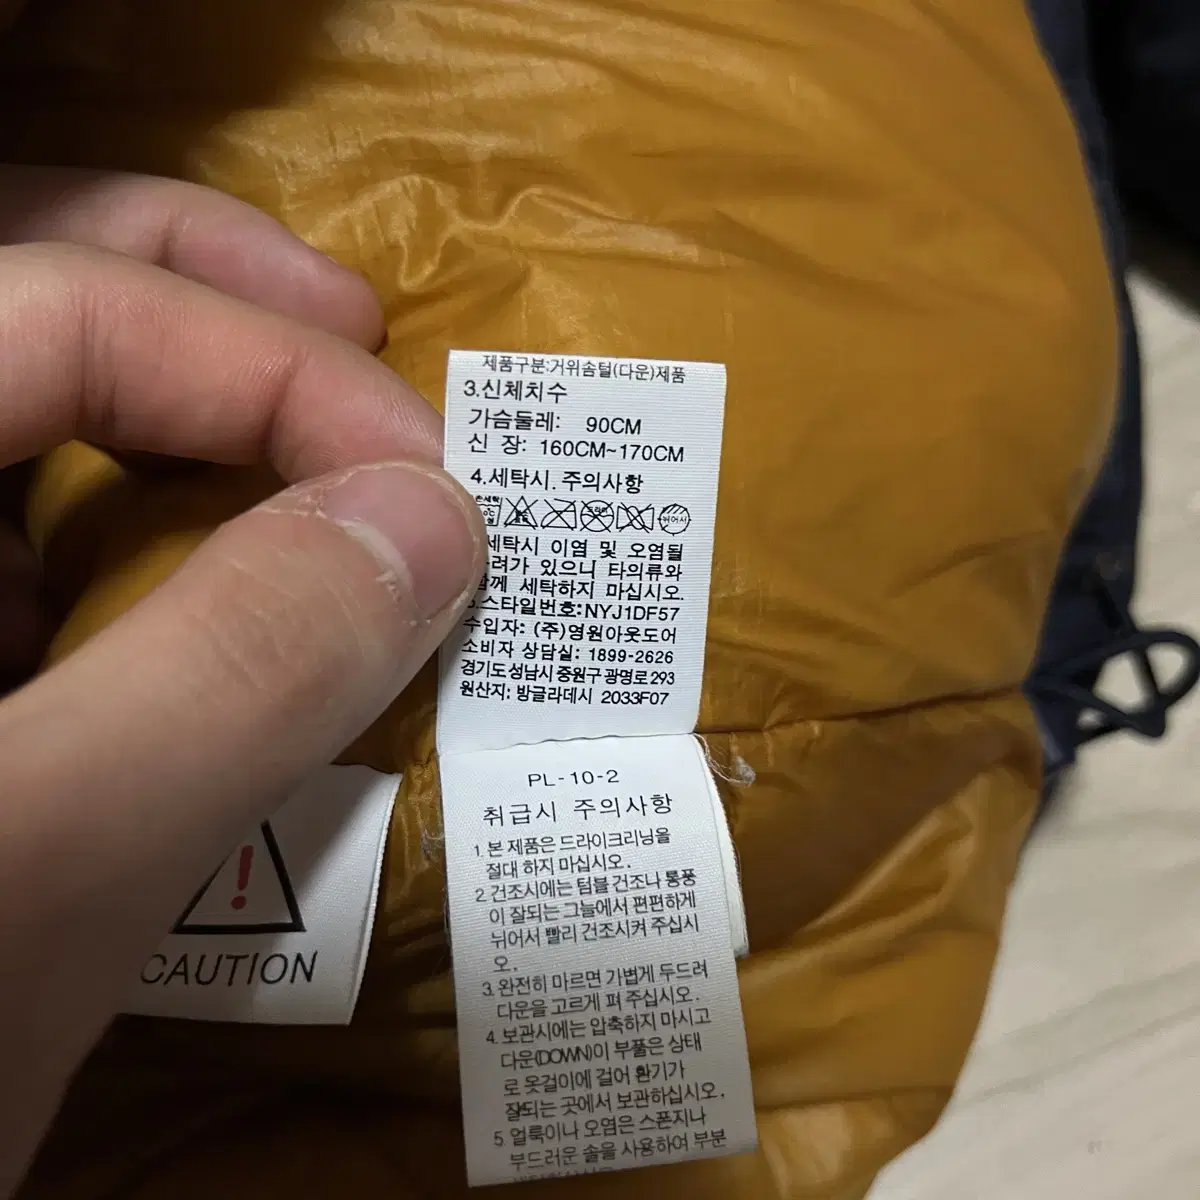 제품구분:거위솜털(다운)제품
3.신체치수
가슴둘레: 90CM
신 장: 160CM~170CM
4.세탁시. 주의사항
손세탁
드라이
뉘어서
세탁시 이염 및 오염될
려가 있으니 타의류와
함께 세탁하지 마십시오.
스타일번호:NYJ1DF57
수입자: (주)영원아웃도어
소비자 상담실: 1899-2626
경기도 성남시 중원구 광명로 293
원산지: 방글라데시 2033F07
PL-10-2
취급시 주의사항
1.본 제품은 드라이크리닝을
절대 하지 마십시오.
2.건조시에는 텀블 건조나 통풍
이 잘되는 그늘에서 편편하게
뉘어서 빨리 건조시켜 주십시
오.
3.완전히 마르면 가볍게 두드려
다운을 고르게 펴 주십시오.
4.보관시에는 압축하지 마시고
다운(DOWN)이 부풀은 상태
로 옷걸이에 걸어 환기가
잘되는 곳에서 보관하십시오.
5.얼룩이나 오염은 스폰지나
부드러운 솔을 사용하여 부분
!
CAUTION